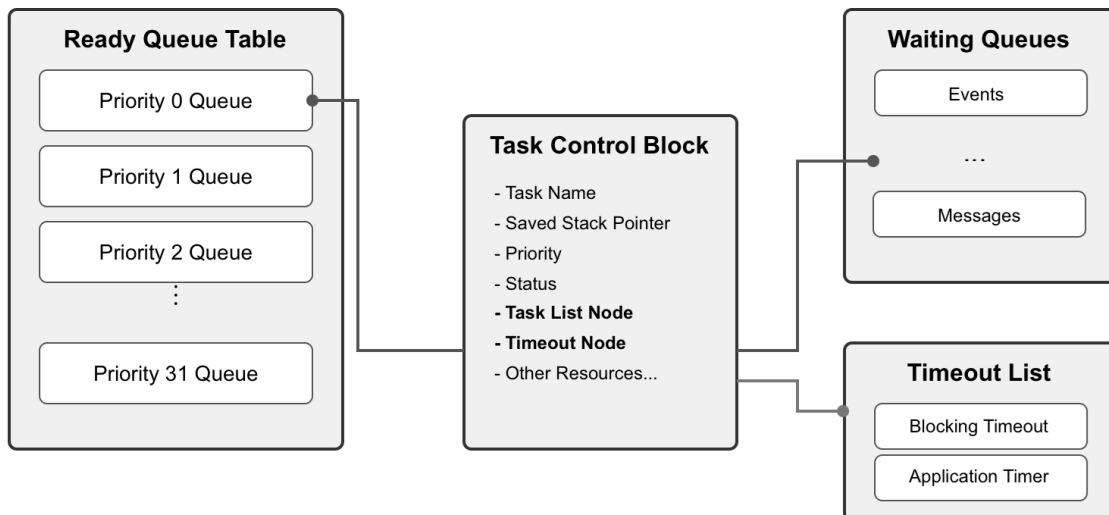 Ready Queue Table
Priority 0 Queue
Priority 1 Queue
Priority 2 Queue
⋮
Priority 31 Queue
Task Control Block
- Task Name
- Saved Stack Pointer
- Priority
- Status
- Task List Node
- Timeout Node
- Other Resources...
Waiting Queues
Events
...
Messages
Timeout List
Blocking Timeout
Application Timer